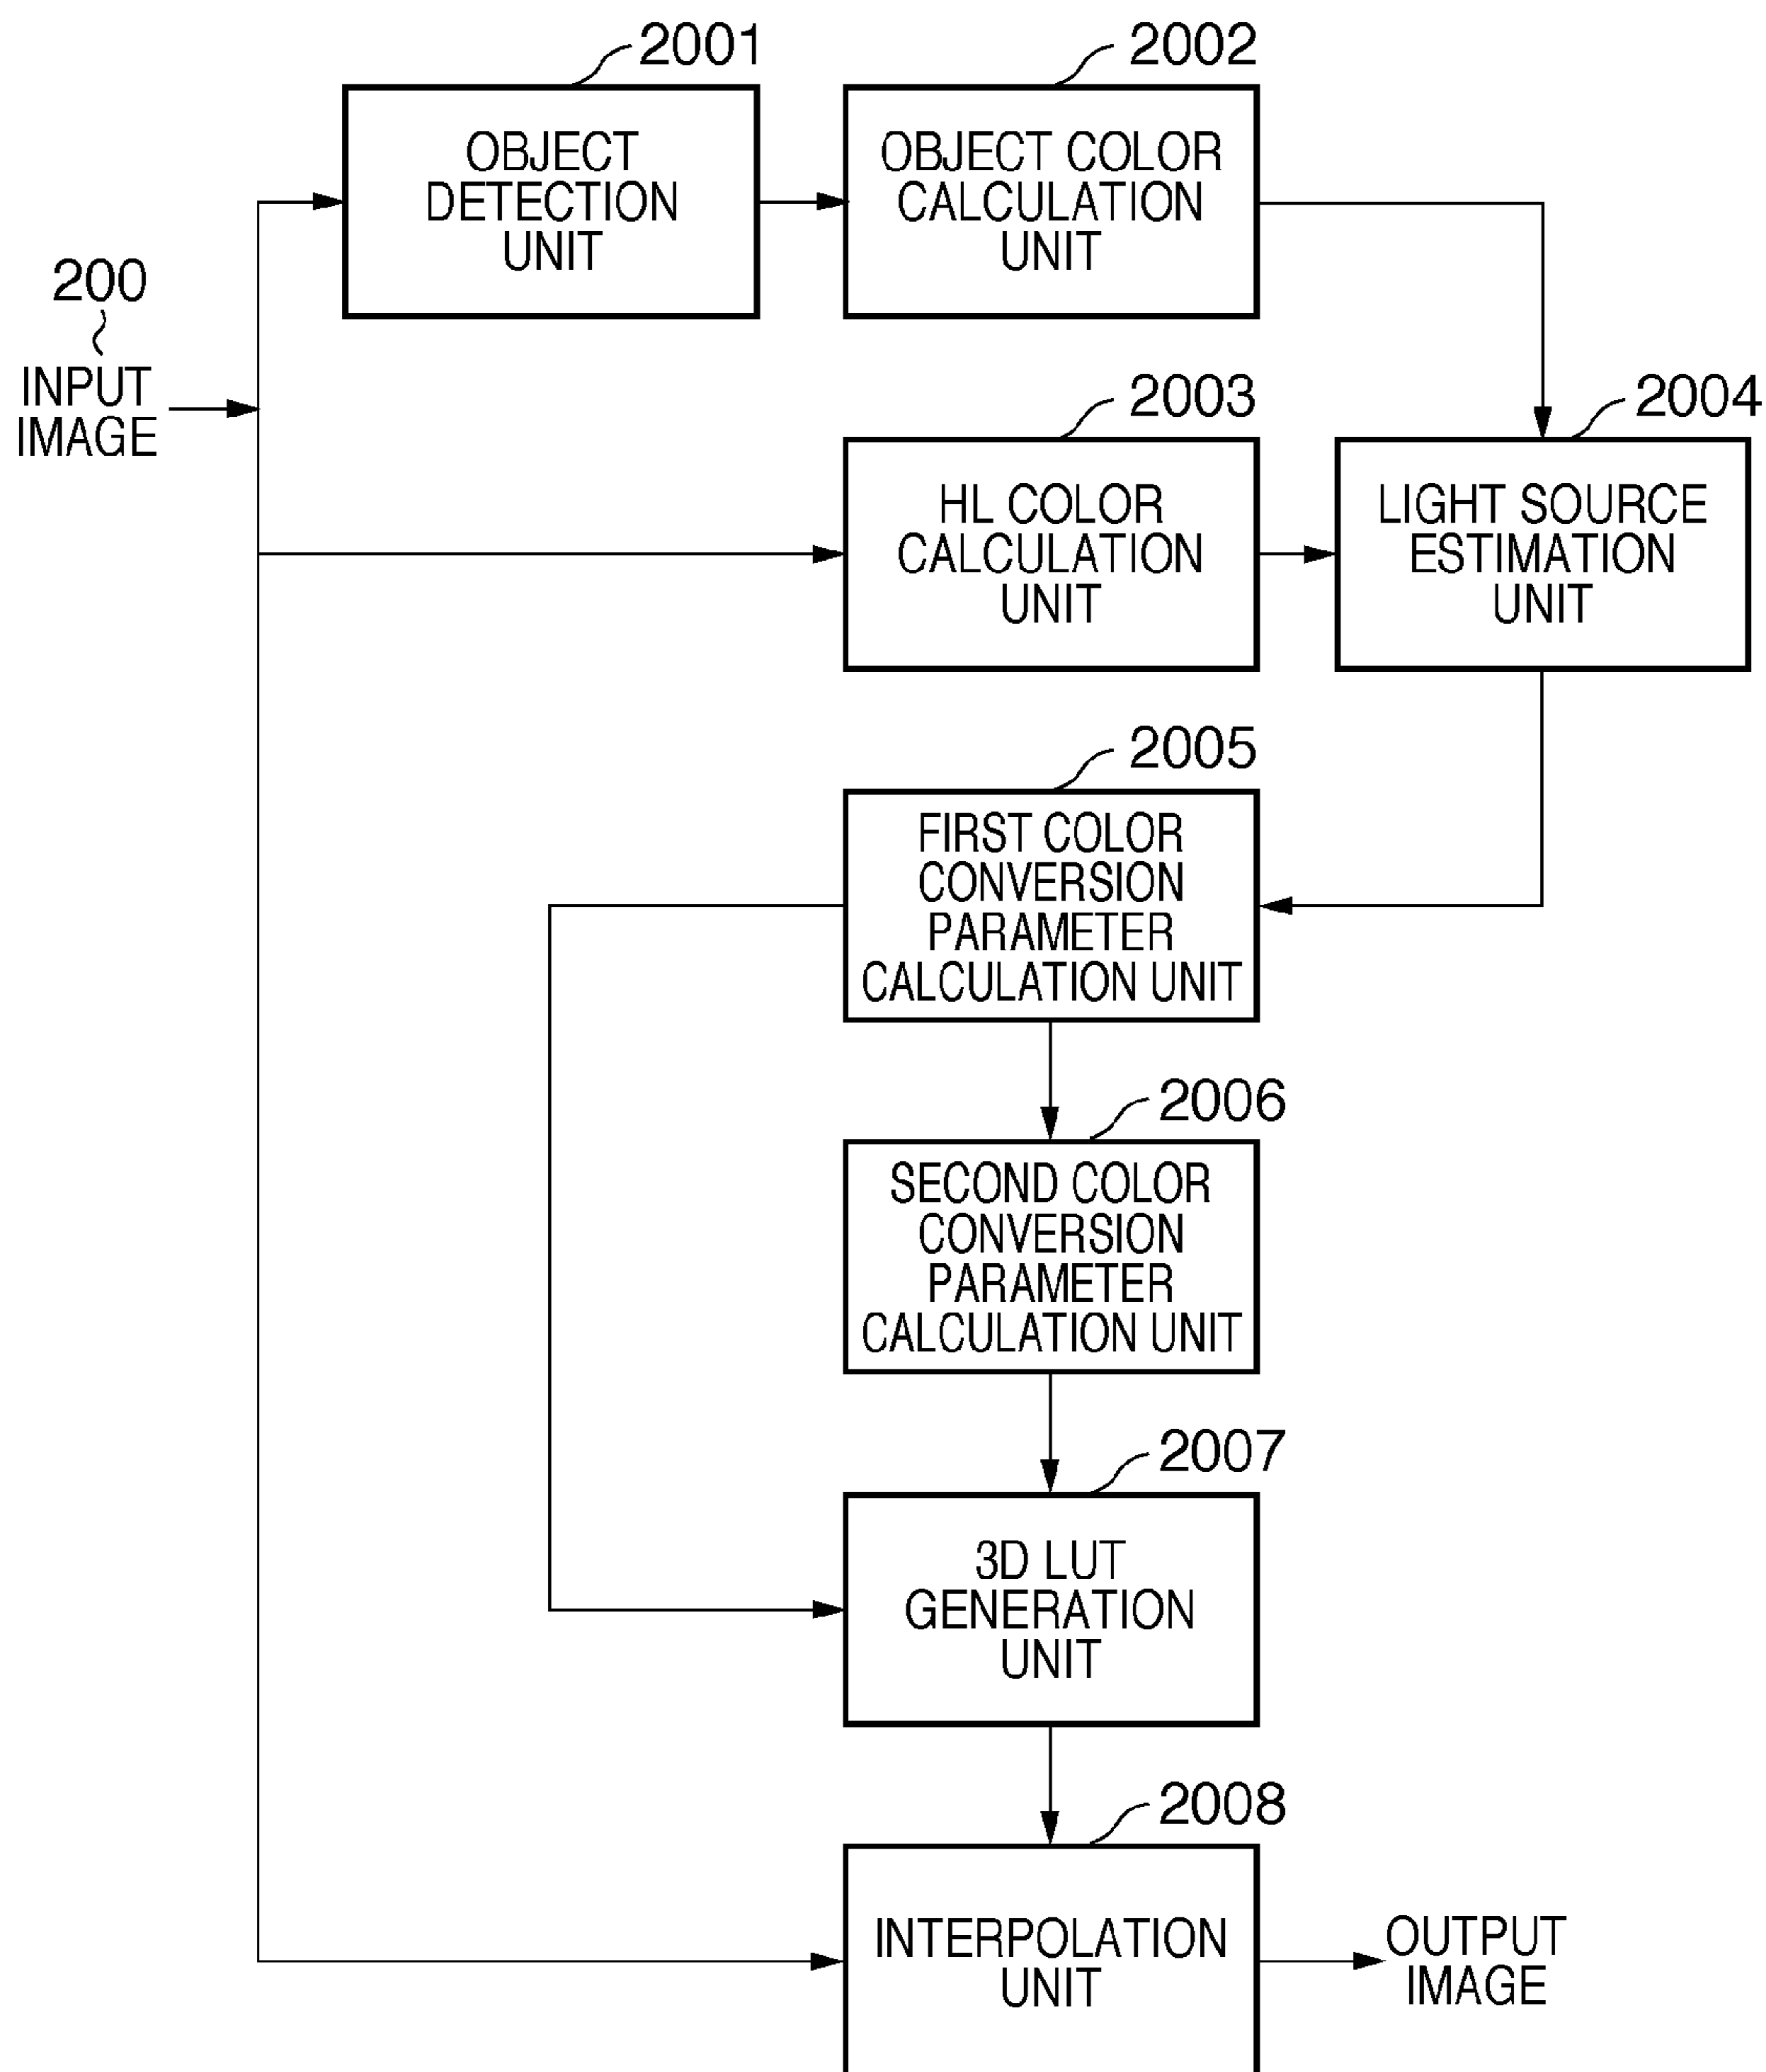 2001
2002
OBJECT
DETECTION
UNIT
OBJECT COLOR
CALCULATION
UNIT
200
INPUT
IMAGE
2003
2004
HL COLOR
CALCULATION
UNIT
LIGHT SOURCE
ESTIMATION
UNIT
2005
FIRST COLOR
CONVERSION
PARAMETER
CALCULATION UNIT
2006
SECOND COLOR
CONVERSION
PARAMETER
CALCULATION UNIT
2007
3D LUT
GENERATION
UNIT
2008
INTERPOLATION
UNIT
OUTPUT
IMAGE